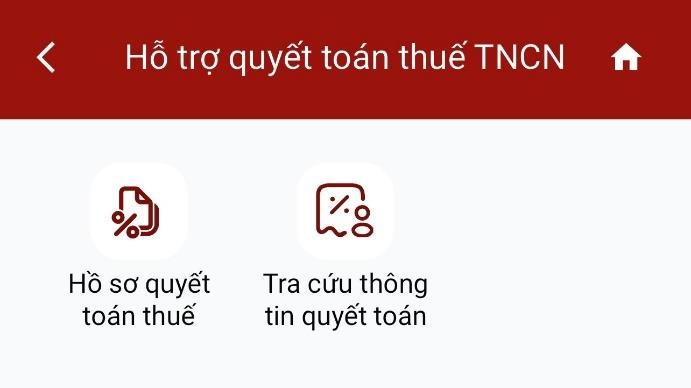 Hỗ trợ quyết toán thuế TNCN
Hồ sơ quyết
toán thuế
Tra cứu thông
tin quyết toán